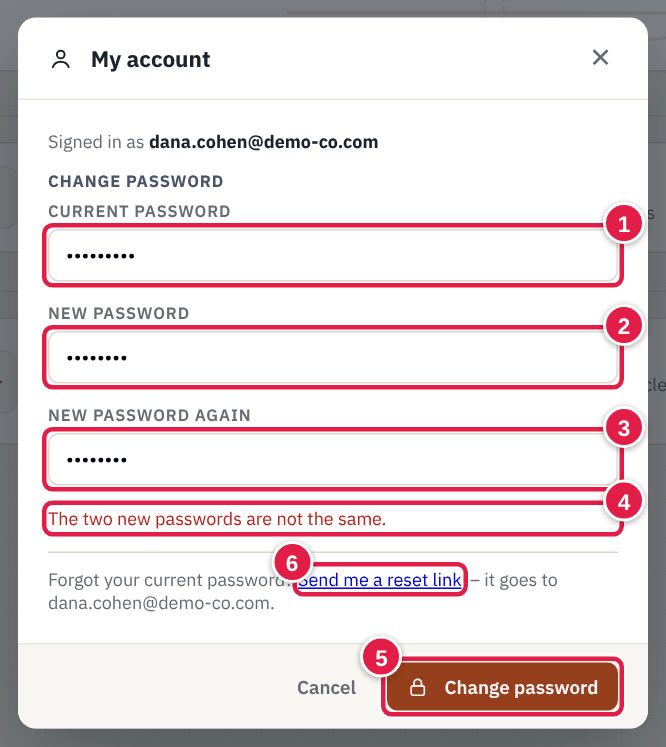 My account
Signed in as dana.cohen@demo-co.com
CHANGE PASSWORD
CURRENT PASSWORD
1
•••••••••
NEW PASSWORD
2
••••••••
NEW PASSWORD AGAIN
3
••••••••
4
The two new passwords are not the same.
6
Forgot your current password? Send me a reset link – it goes to
dana.cohen@demo-co.com.
5
Cancel
Change password